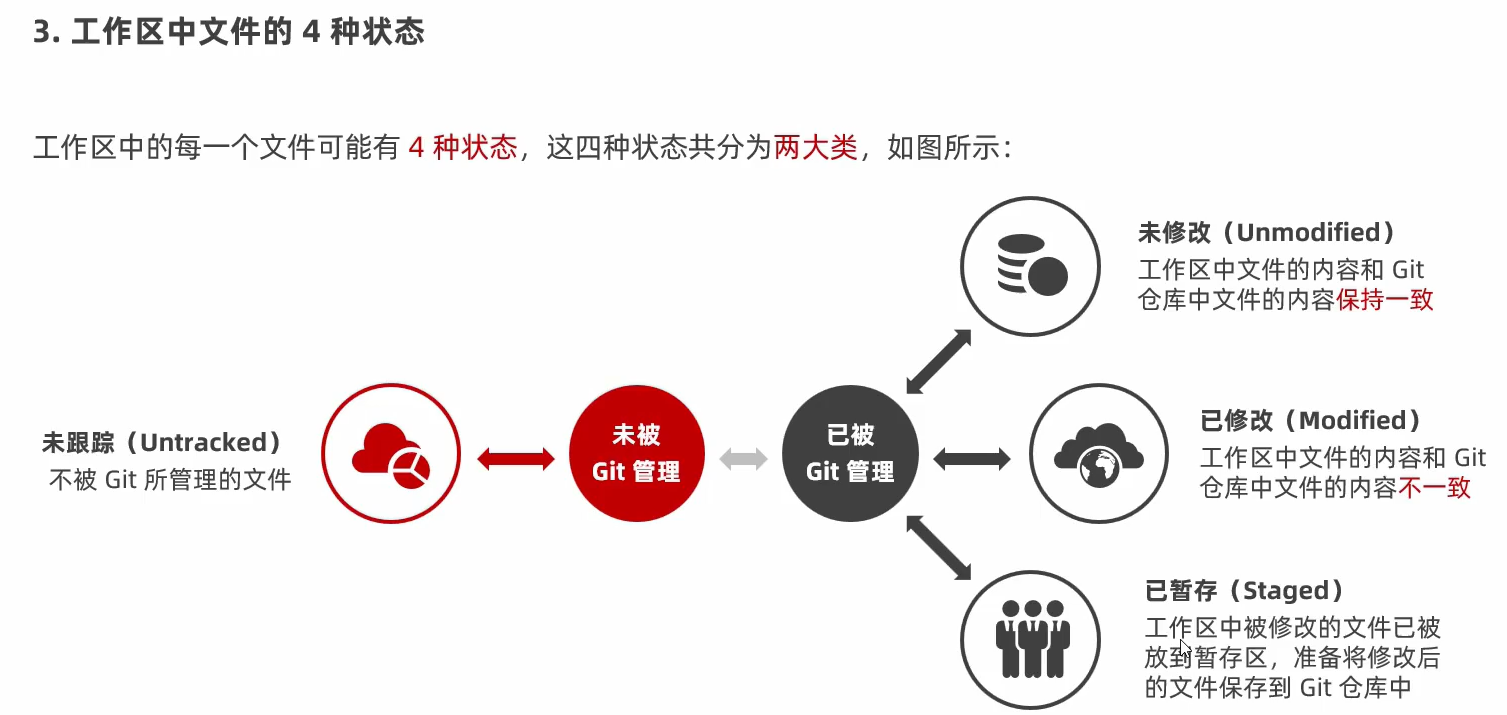 3. 工作区中文件的 4 种状态
工作区中的每一个文件可能有 4 种状态，这四种状态共分为两大类，如图所示：
未修改（Unmodified）
工作区中文件的内容和 Git
仓库中文件的内容保持一致
未跟踪（Untracked）
不被 Git 所管理的文件
未被
Git 管理
已被
Git 管理
已修改（Modified）
工作区中文件的内容和 Git
仓库中文件的内容不一致
已暂存（Staged）
工作区中被修改的文件已被
放到暂存区，准备将修改后
的文件保存到 Git 仓库中